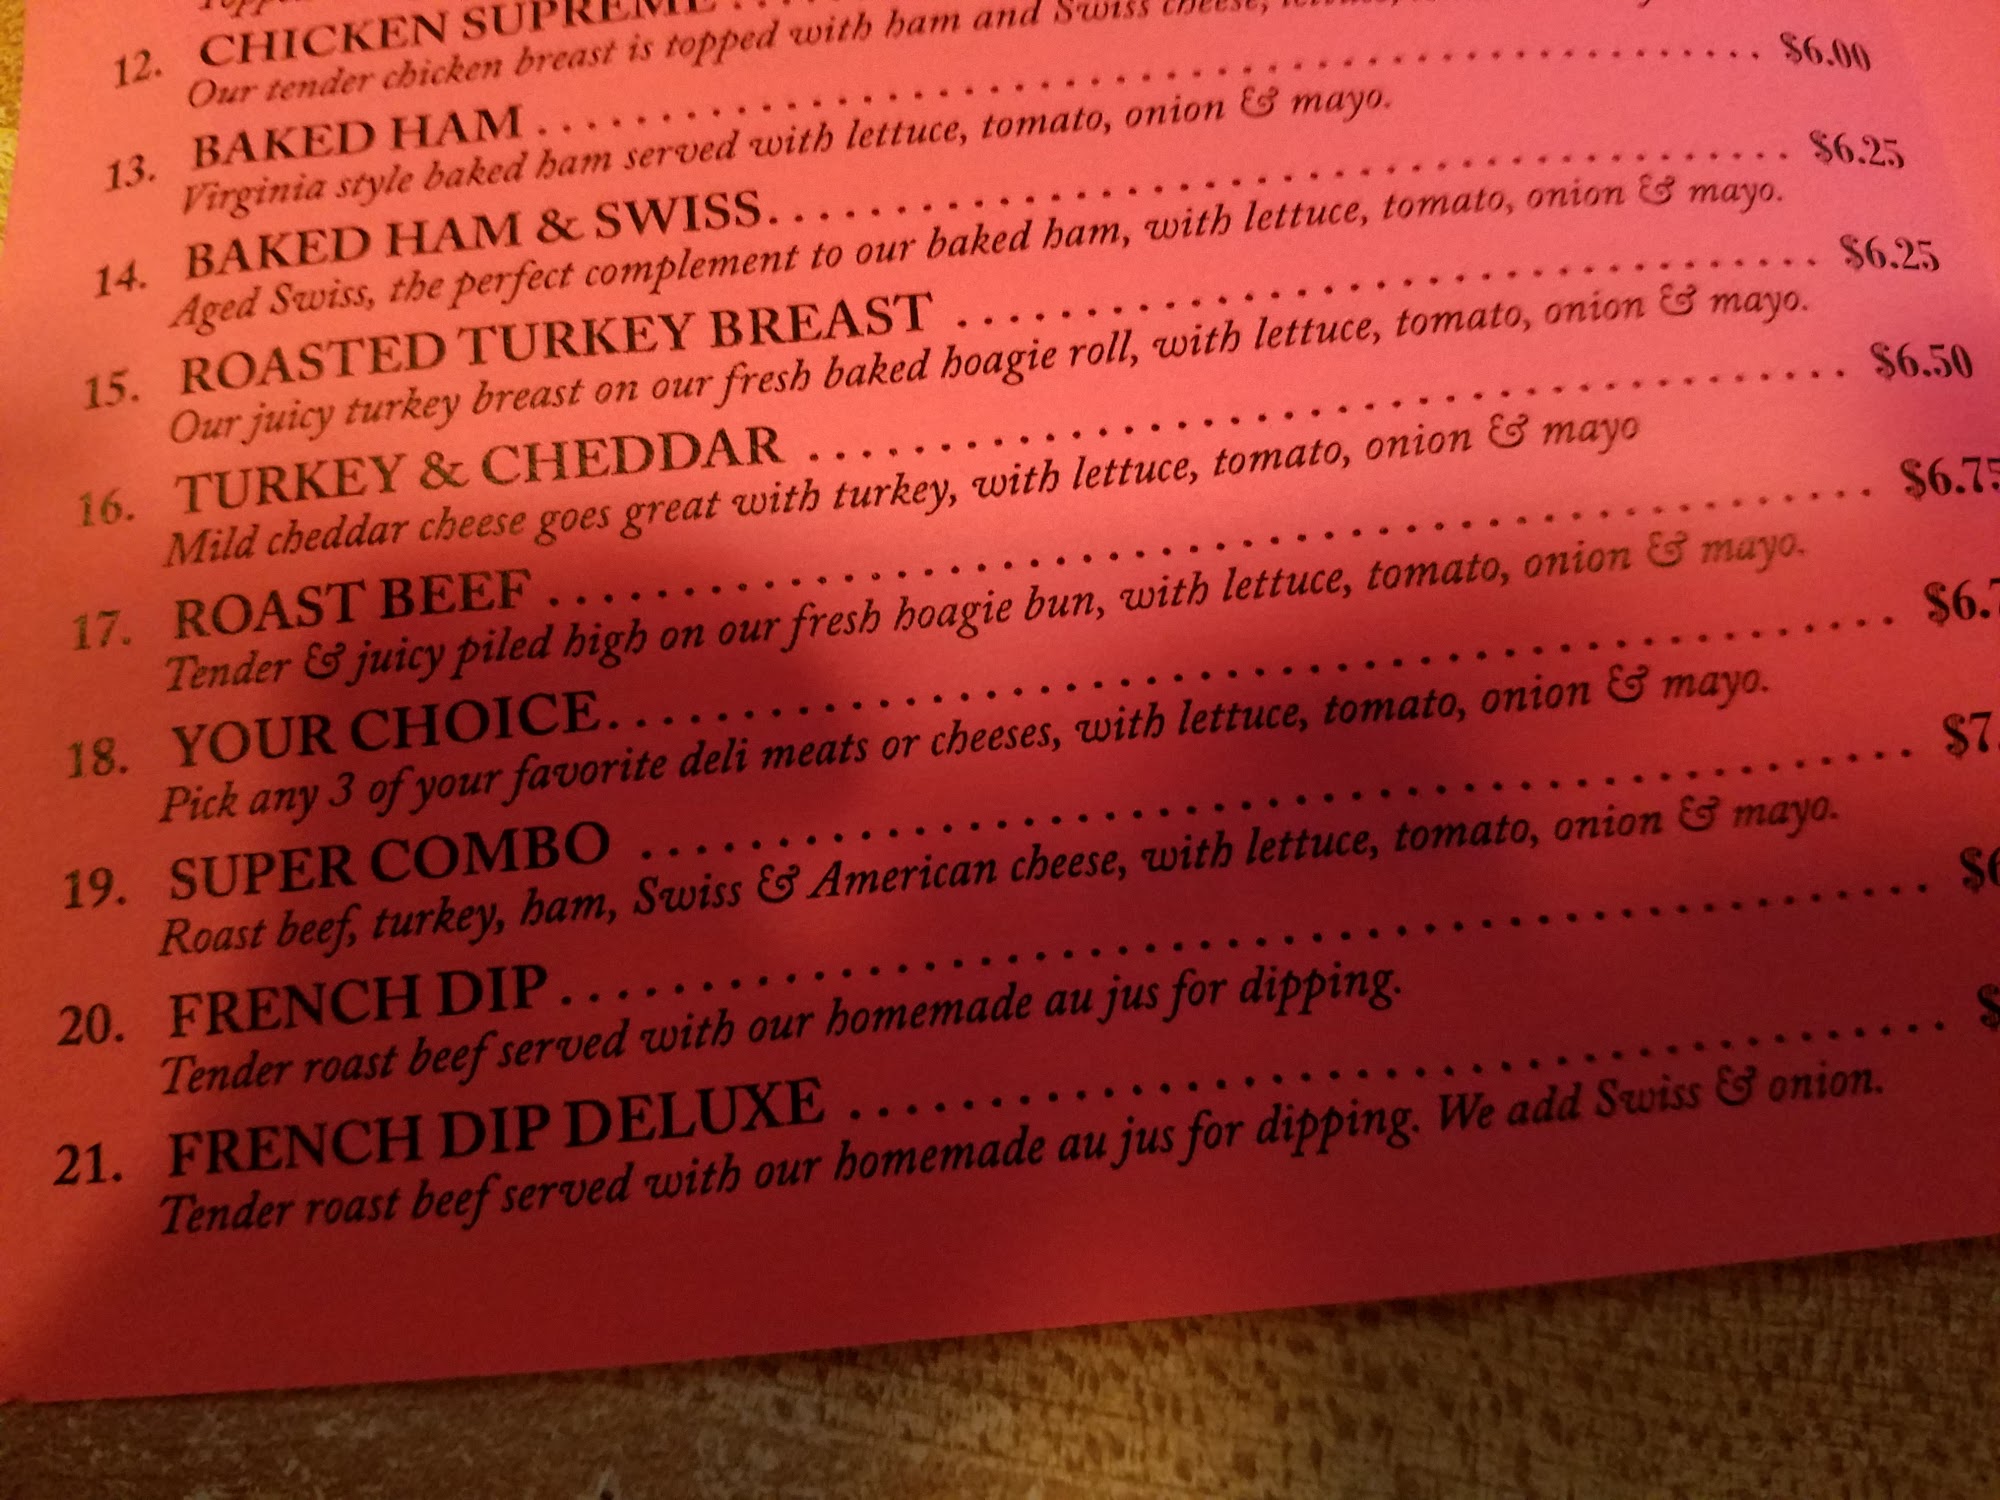 12. CHICKEN SUPREME
Our tender chicken breast is topped with ham and Swiss cheese,
13. BAKED HAM $6.00
Virginia style baked ham served with lettuce, tomato, onion & mayo.
14. BAKED HAM & SWISS $6.25
Aged Swiss, the perfect complement to our baked ham, with lettuce, tomato, onion & mayo.
15. ROASTED TURKEY BREAST $6.25
Our juicy turkey breast on our fresh baked hoagie roll, with lettuce, tomato, onion & mayo.
16. TURKEY & CHEDDAR $6.50
Mild cheddar cheese goes great with turkey, with lettuce, tomato, onion & mayo
17. ROAST BEEF $6.75
Tender & juicy piled high on our fresh hoagie bun, with lettuce, tomato, onion & mayo.
18. YOUR CHOICE $6.7
Pick any 3 of your favorite deli meats or cheeses, with lettuce, tomato, onion & mayo.
19. SUPER COMBO $7.
Roast beef, turkey, ham, Swiss & American cheese, with lettuce, tomato, onion & mayo.
20. FRENCH DIP $6
Tender roast beef served with our homemade au jus for dipping.
21. FRENCH DIP DELUXE $
Tender roast beef served with our homemade au jus for dipping. We add Swiss & onion.